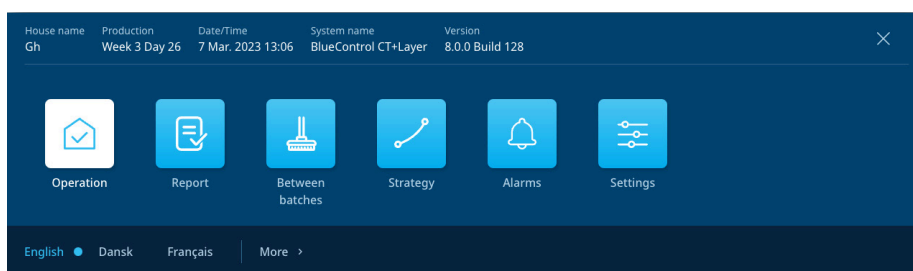 House name Production Date/Time System name Version
Gh Week 3 Day 26 7 Mar. 2023 13:06 BlueControl CT+Layer 8.0.0 Build 128
Operation Report Between batches Strategy Alarms Settings
English Dansk Français More >